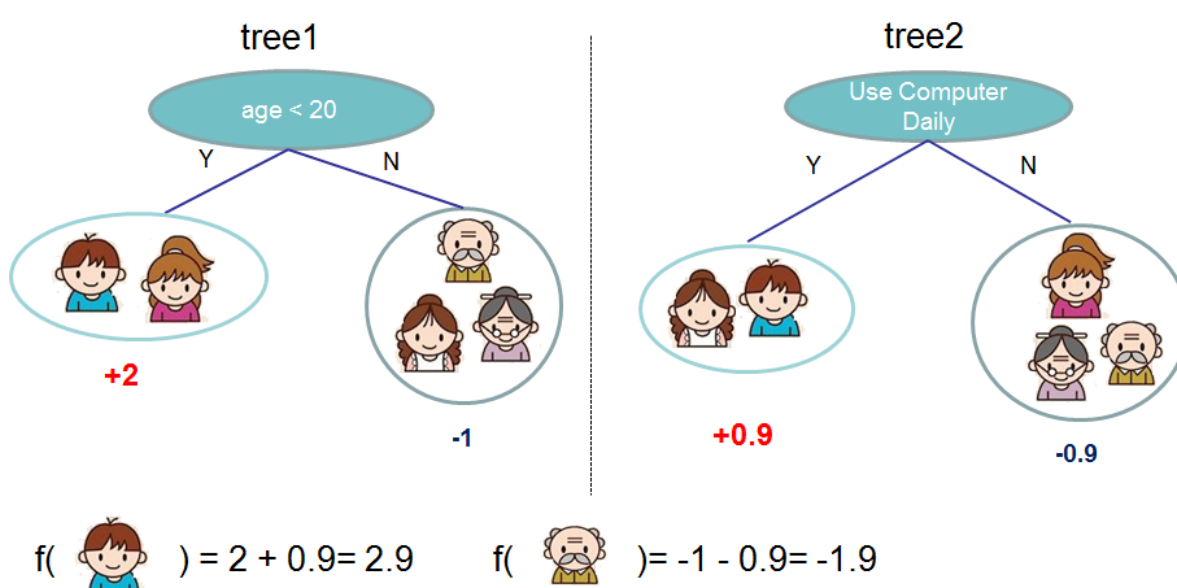 tree1
age < 20
Y
N
+2
-1
tree2
Use Computer
Daily
Y
N
+0.9
-0.9
f( ) = 2 + 0.9= 2.9
f( )= -1 - 0.9= -1.9